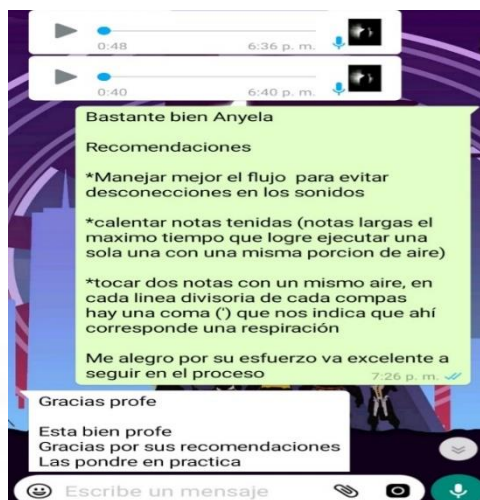 0:48 6:36 p. m.
0:40 6:40 p. m.
Bastante bien Anyela
Recomendaciones
*Manejar mejor el flujo para evitar
desconecciones en los sonidos
*calentar notas tenidas (notas largas el
maximo tiempo que logre ejecutar una
sola una con una misma porcion de aire)
*tocar dos notas con un mismo aire, en
cada linea divisoria de cada compas
hay una coma (') que nos indica que ahí
corresponde una respiración
Me alegro por su esfuerzo va excelente a
seguir en el proceso 7:26 p. m.
Gracias profe
Esta bien profe
Gracias por sus recomendaciones
Las pondre en practica
Escribe un mensaje